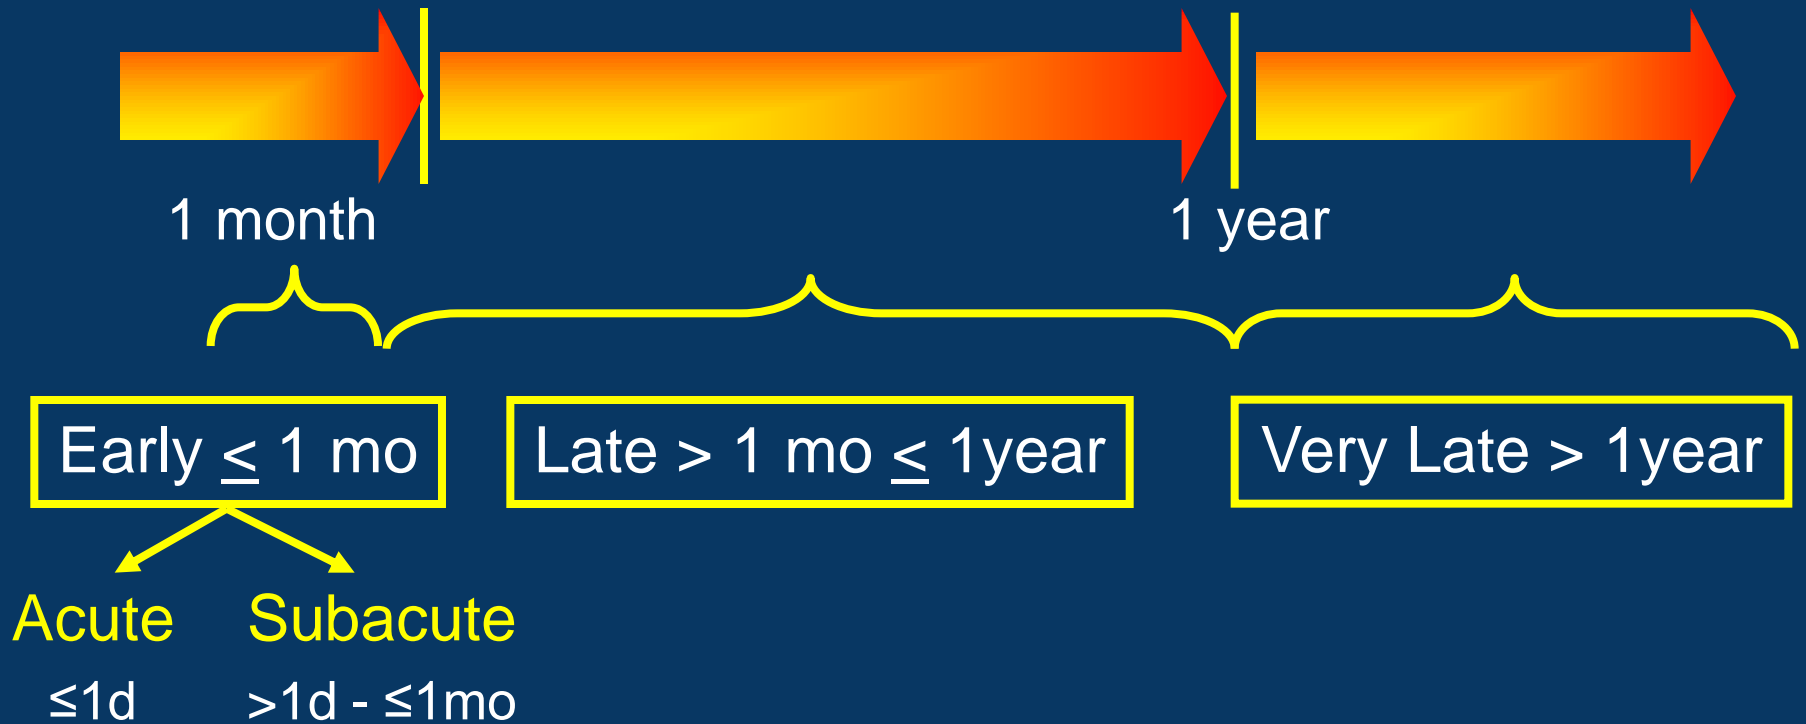 1 month 1 year
Early ≤ 1 mo Late > 1 mo ≤ 1year Very Late > 1year
Acute Subacute
≤1d >1d - ≤1mo